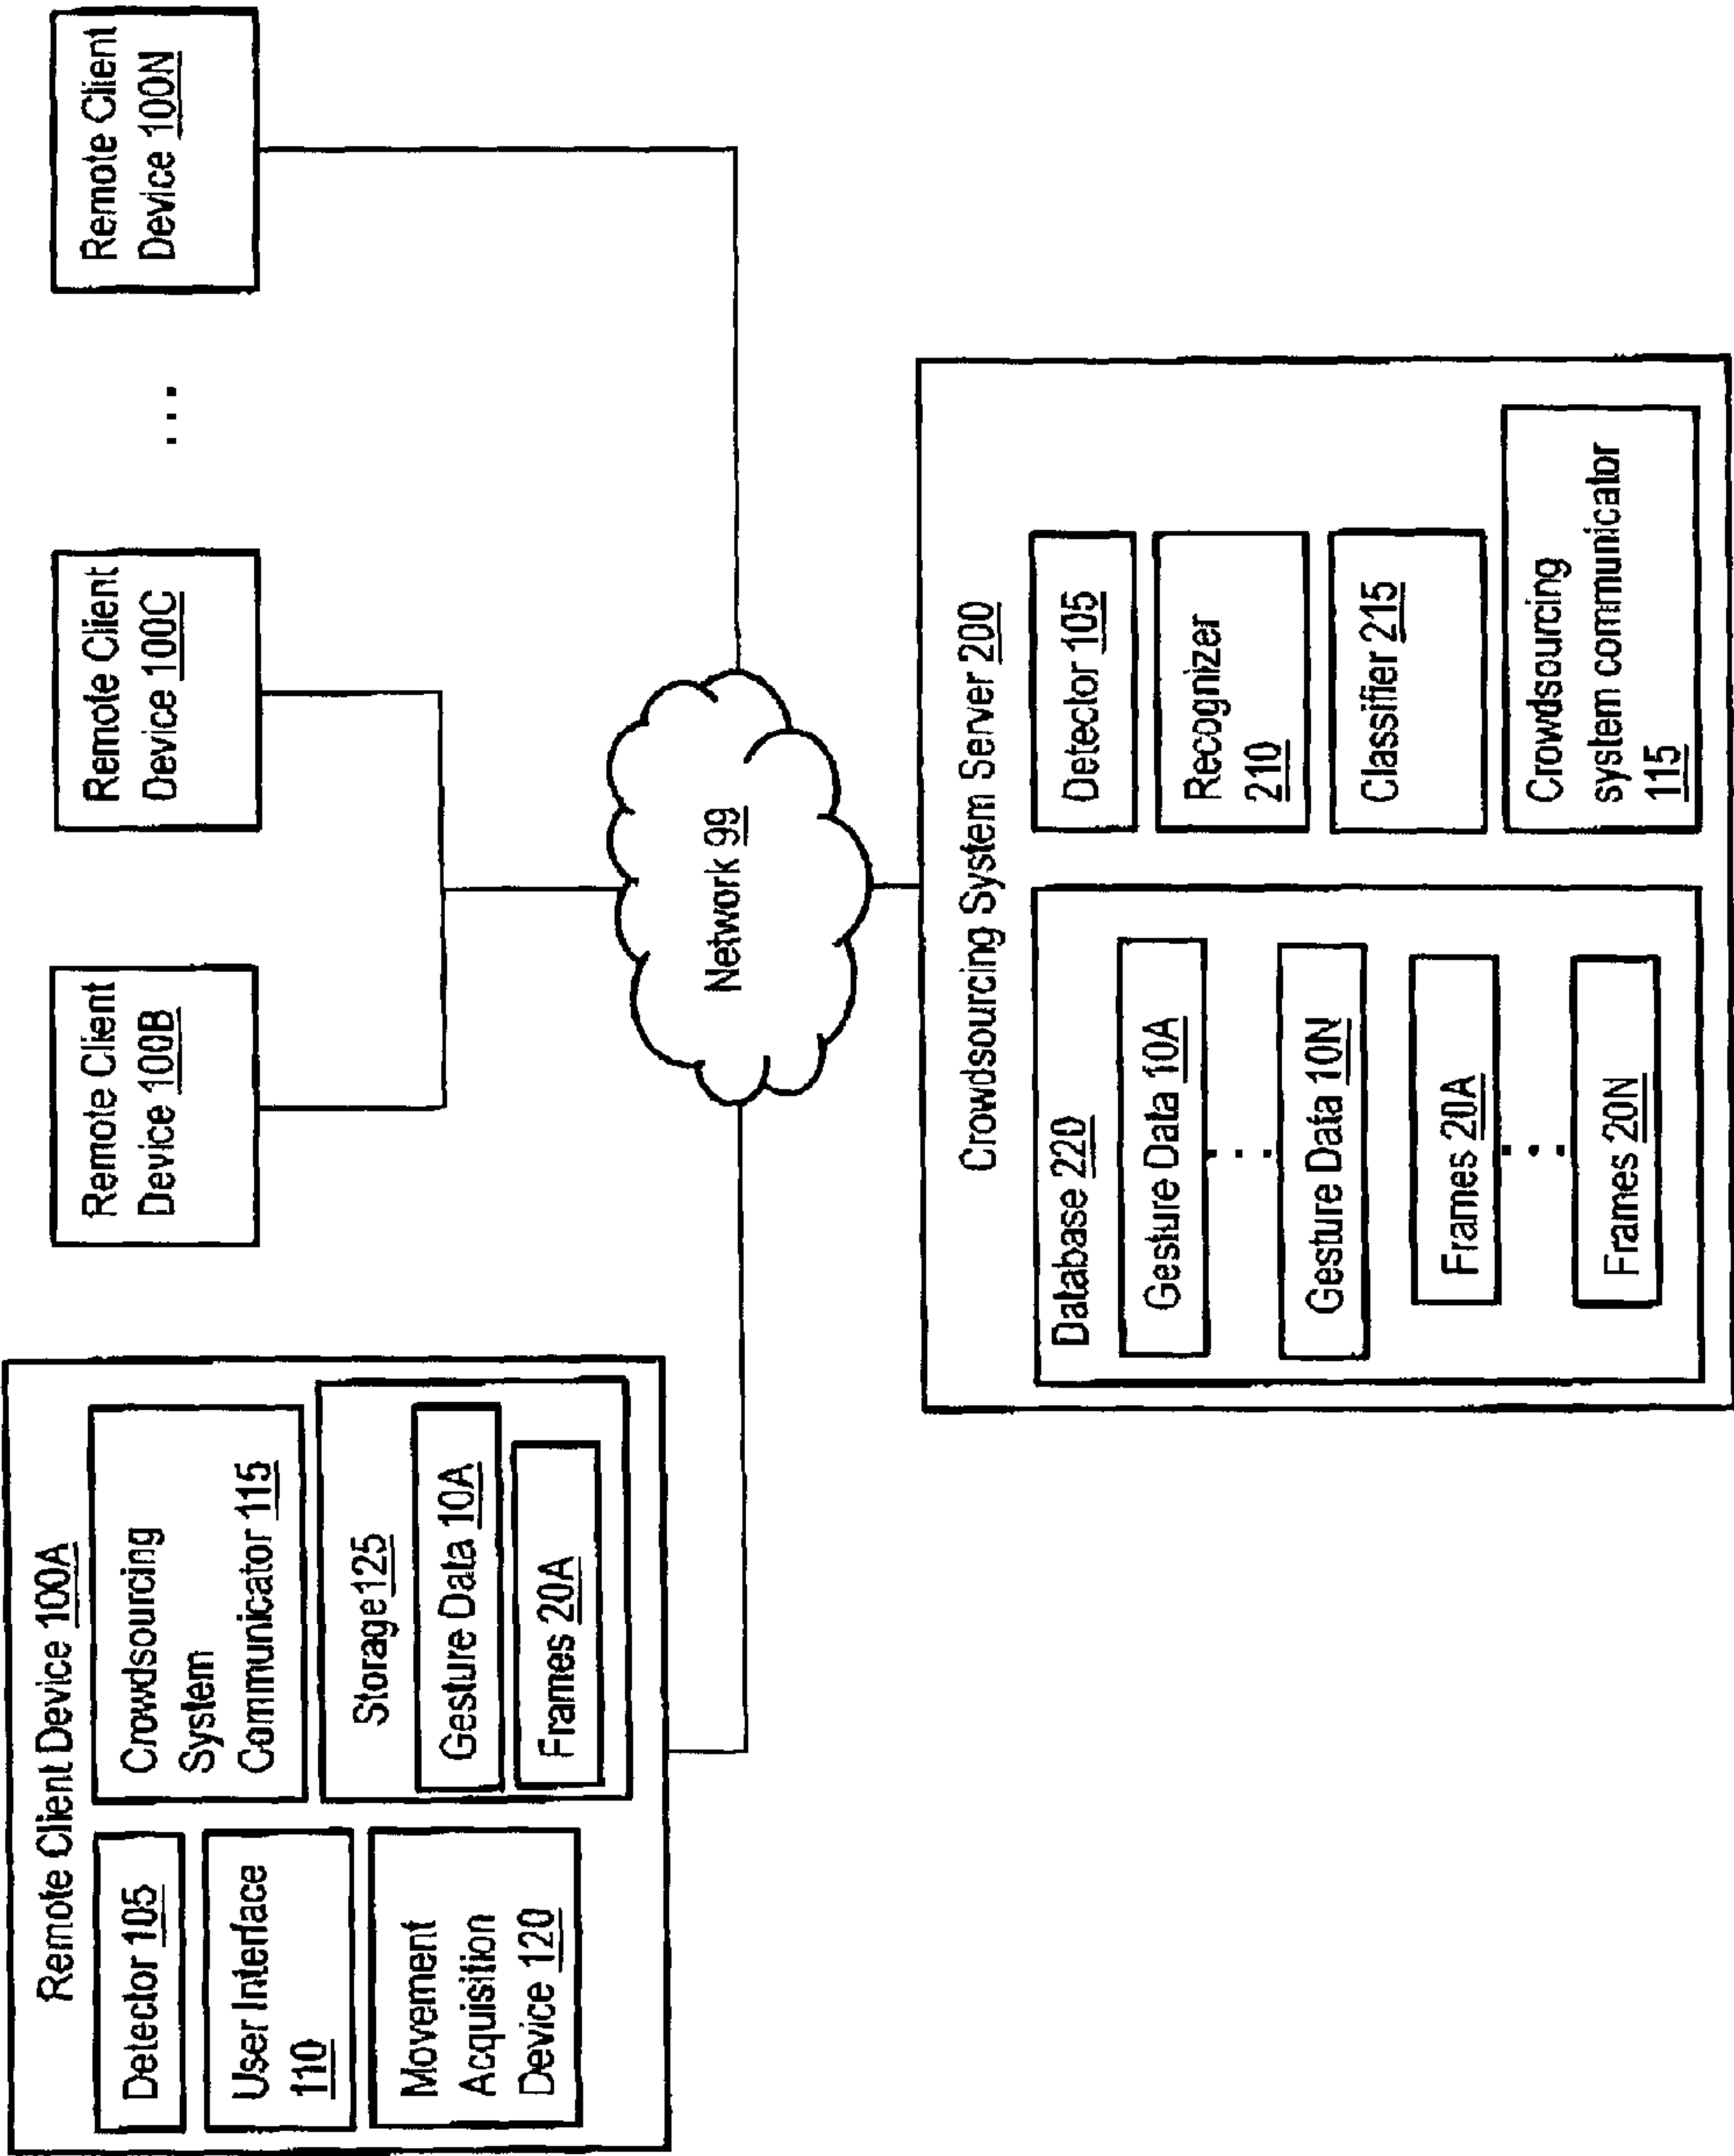 Remote Client Device 100A
Detector 105
User Interface
110
Movement
Acquisition
Device 120
Crowdsourcing
System
Communicator 115
Storage 125
Gesture Data 10A
Frames 20A
Remote Client
Device 100B
Remote Client
Device 100C
...
Remote Client
Device 100N
Network 99
Crowdsourcing System Server 200
Database 220
Gesture Data 10A
...
Gesture Data 10N
Frames 20A
...
Frames 20N
Detector 105
Recognizer
210
Classifier 215
Crowdsourcing
system communicator
115